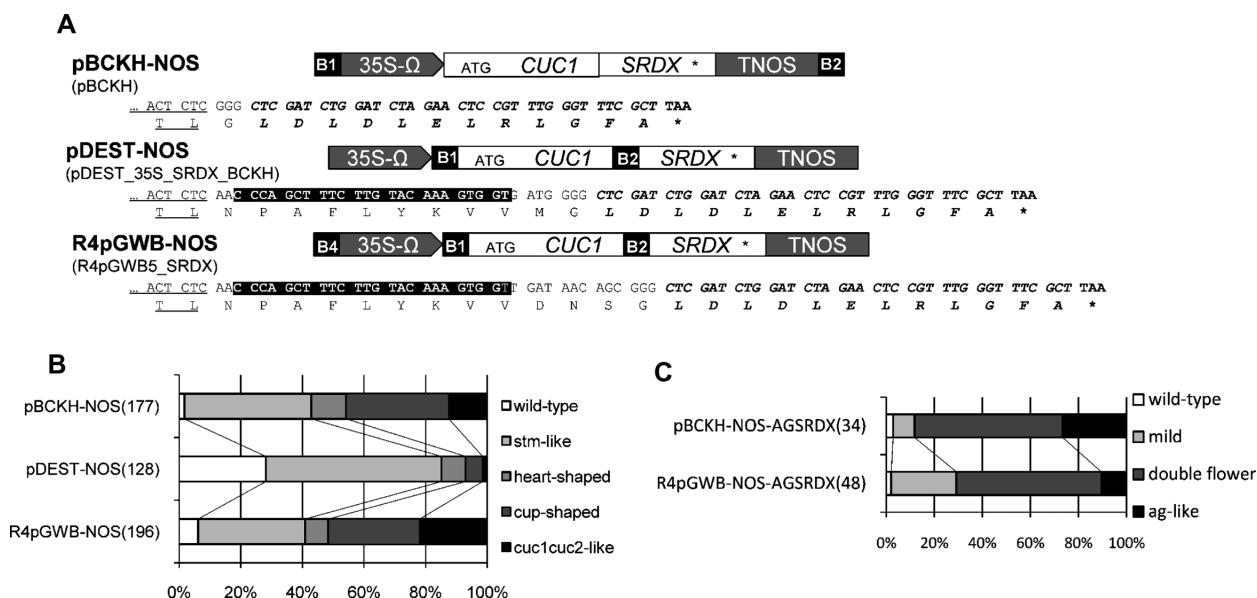 A
pBCKH-NOS
(pBCKH)
B1 35S-Ω ATG CUC1 SRDX * TNOS B2
... ACT CTC GGG CTC GAT CTG GAT CTA GAA CTC CGT TTG GGT TTC GCT TAA
T L G L D L D L E L R L G F A *
pDEST-NOS
(pDEST_35S_SRDX_BCKH)
35S-Ω B1 ATG CUC1 B2 SRDX * TNOS
... ACT CTC AAC CCA GCT TTC TTG TAC AAA GTG GTG ATG GGG CTC GAT CTG GAT CTA GAA CTC CGT TTG GGT TTC GCT TAA
T L N P A F L Y K V V M G L D L D L E L R L G F A *
R4pGWB-NOS
(R4pGWB5_SRDX)
B4 35S-Ω B1 ATG CUC1 B2 SRDX * TNOS
... ACT CTC AAC CCA GCT TTC TTG TAC AAA GTG GTT GAT AAC AGC GGG CTC GAT CTG GAT CTA GAA CTC CGT TTG GGT TTC GCT TAA
T L N P A F L Y K V V D N S G L D L D L E L R L G F A *
B
pBCKH-NOS(177)
pDEST-NOS(128)
R4pGWB-NOS(196)
0% 20% 40% 60% 80% 100%
wild-type
stm-like
heart-shaped
cup-shaped
cuc1cuc2-like
C
pBCKH-NOS-AGSRDX(34)
R4pGWB-NOS-AGSRDX(48)
0% 20% 40% 60% 80% 100%
wild-type
mild
double flower
ag-like